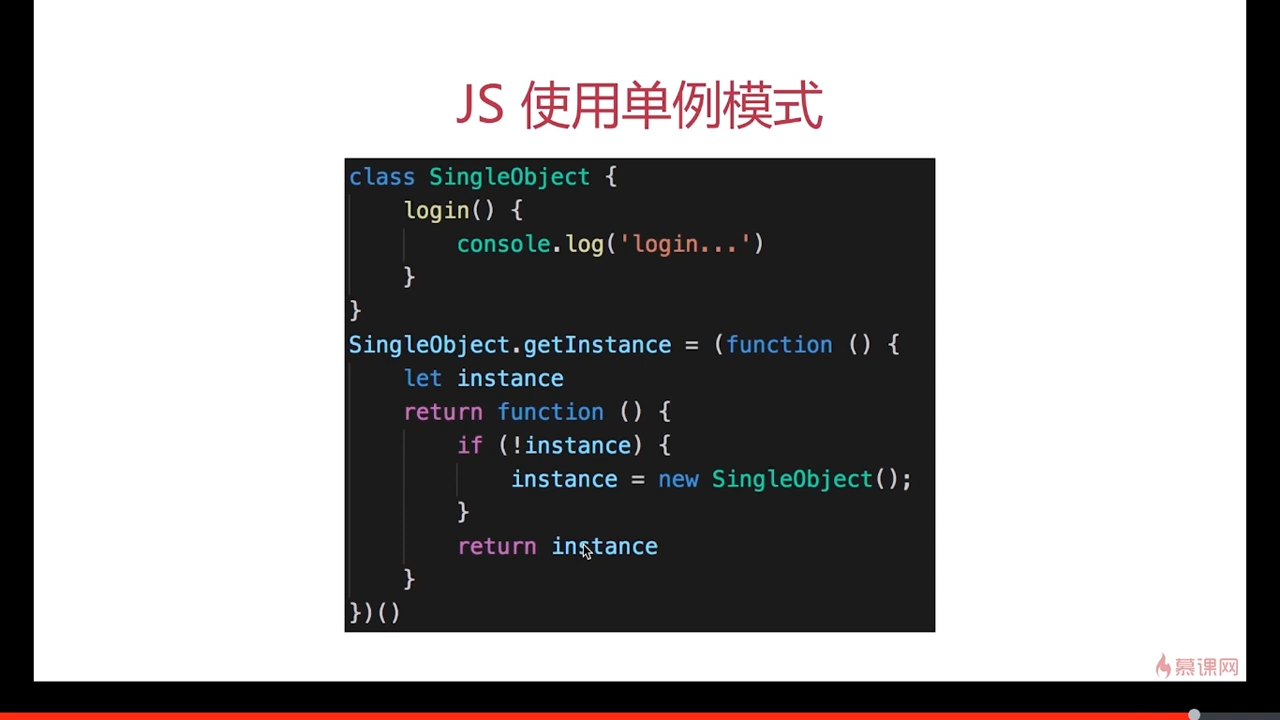 JS 使用单例模式
class SingleObject {
    login() {
        console.log('login...')
    }
}
SingleObject.getInstance = (function () {
    let instance
    return function () {
        if (!instance) {
            instance = new SingleObject();
        }
        return instance
    }
})()
慕课网